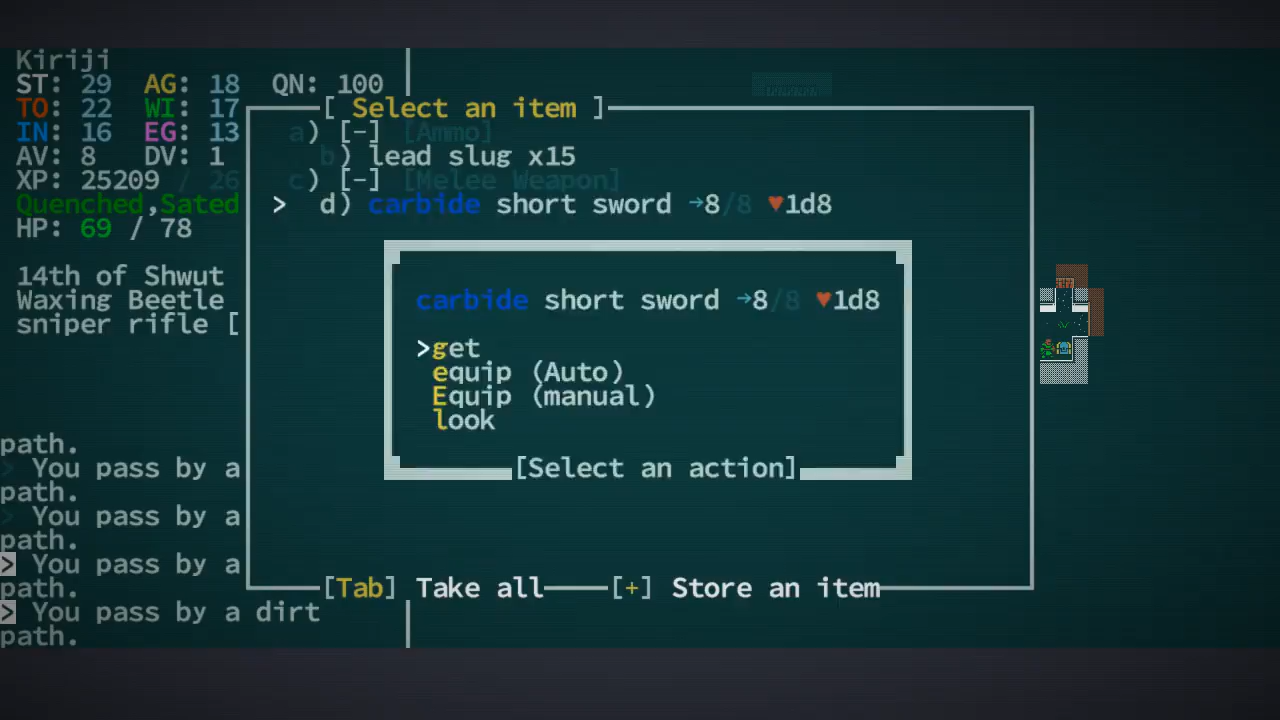 Kiriji
ST: 29 AG: 18 QN: 100
TO: 22 WI: 17
IN: 16 EG: 13
AV: 8 DV: 1
XP: 25209 / 26
Quenched,Sated
HP: 69 / 78
14th of Shwut
Waxing Beetle
sniper rifle [
path.
> You pass by a
path.
> You pass by a
path.
> You pass by a
path.
> You pass by a dirt
path.
[ Select an item ]
a) [-] [Ammo]
b) lead slug x15
c) [-] [Melee Weapon]
> d) carbide short sword →8/8 ♥1d8
carbide short sword →8/8 ♥1d8
>get
equip (Auto)
Equip (manual)
look
[Select an action]
[Tab] Take all [+] Store an item